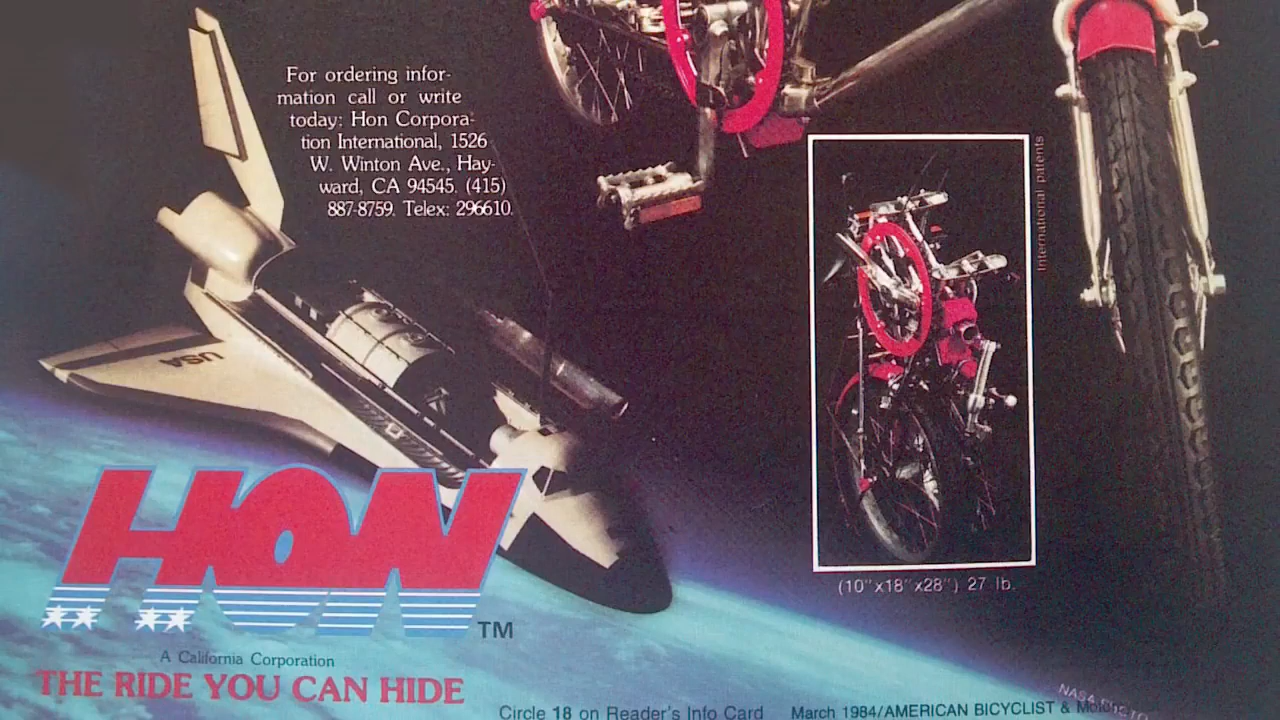 For ordering infor-
mation call or write
today: Hon Corpora-
tion International, 1526
W. Winton Ave., Hay-
ward, CA 94545. (415)
887-8759. Telex: 296610.
International patents
USA
(10"x18"x28") 27 lb.
HON
TM
A California Corporation
THE RIDE YOU CAN HIDE
NASA
Circle 18 on Reader's Info Card
March 1984/AMERICAN BICYCLIST &